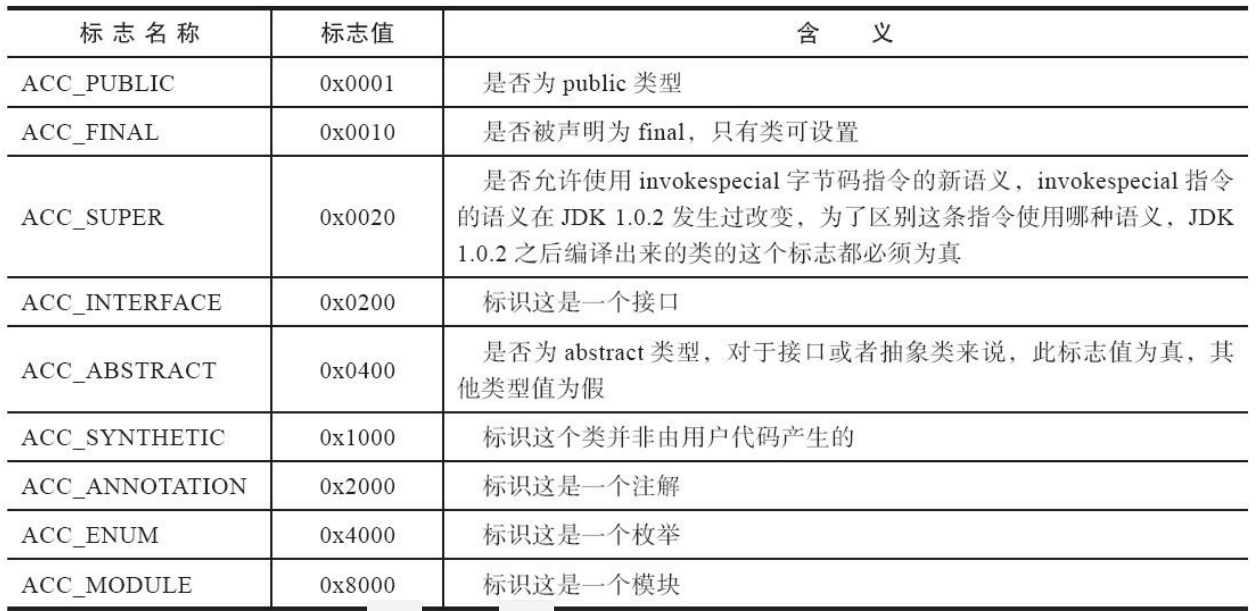 标志名称 标志值 含 义
ACC_PUBLIC 0x0001 是否为 public 类型
ACC_FINAL 0x0010 是否被声明为 final，只有类可设置
是否允许使用 invokespecial 字节码指令的新语义，invokespecial 指令
ACC_SUPER 0x0020 的语义在 JDK 1.0.2 发生过改变，为了区别这条指令使用哪种语义，JDK
1.0.2 之后编译出来的类的这个标志都必须为真
ACC_INTERFACE 0x0200 标识这是一个接口
是否为 abstract 类型，对于接口或者抽象类来说，此标志值为真，其
ACC_ABSTRACT 0x0400
他类型值为假
ACC_SYNTHETIC 0x1000 标识这个类并非由用户代码产生的
ACC_ANNOTATION 0x2000 标识这是一个注解
ACC_ENUM 0x4000 标识这是一个枚举
ACC_MODULE 0x8000 标识这是一个模块